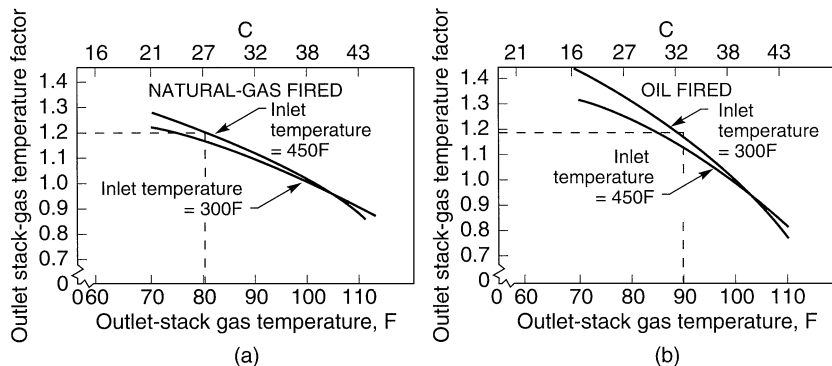 Outlet stack-gas temperature factor
C
16 21 27 32 38 43
1.4
1.3
1.2
1.1
1.0
0.9
0.8
0.7
0
NATURAL-GAS FIRED
Inlet
temperature
= 450F
Inlet temperature
= 300F
060 70 80 90 100 110
Outlet-stack gas temperature, F
(a)
Outlet stack-gas temperature factor
C
21 16 27 32 38 43
1.4
1.3
1.2
1.1
1.0
0.9
0.8
0.7
0
OIL FIRED
Inlet
temperature
= 300F
Inlet
temperature
= 450F
060 70 80 90 100 110
Outlet-stack gas temperature, F
(b)